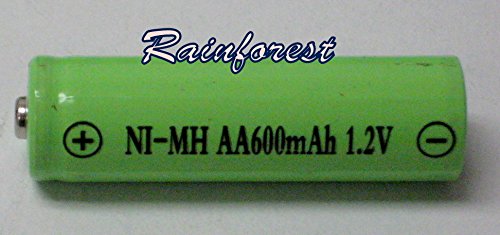 Rainforest
⊕ NI-MH AA600mAh 1.2V ⊖